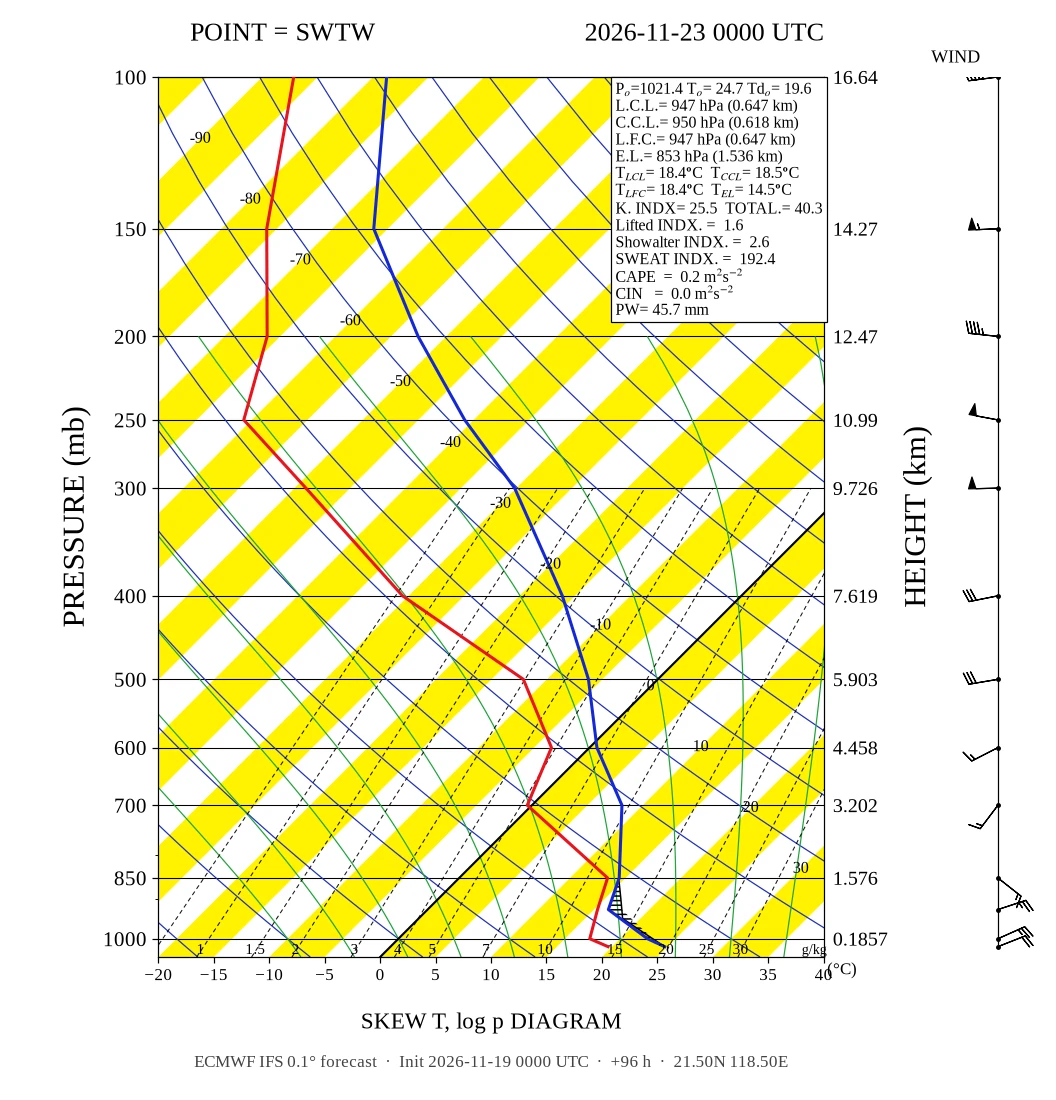 POINT = SWTW 2026-11-23 0000 UTC
WIND
100 16.64
P₀=1021.4 T₀= 24.7 Td₀= 19.6
L.C.L.= 947 hPa (0.647 km)
C.C.L.= 950 hPa (0.618 km)
L.F.C.= 947 hPa (0.647 km)
E.L.= 853 hPa (1.536 km)
T_LCL= 18.4°C T_CCL= 18.5°C
T_LFC= 18.4°C T_EL= 14.5°C
K. INDX= 25.5 TOTAL.= 40.3
Lifted INDX. = 1.6
Showalter INDX. = 2.6
SWEAT INDX. = 192.4
CAPE = 0.2 m²s⁻²
CIN = 0.0 m²s⁻²
PW= 45.7 mm
-90
-80
150 14.27
-70
-60
200 12.47
-50
250 10.99
-40
300 9.726
-30
PRESSURE (mb)
HEIGHT (km)
-20
400 7.619
-10
500 5.903
0
600 4.458
10
700 3.202
20
30
850 1.576
1000 0.1857
1 1.5 2 3 4 5 7 10 15 20 25 30 g/kg
−20 −15 −10 −5 0 5 10 15 20 25 30 35 40 (°C)
SKEW T, log p DIAGRAM
ECMWF IFS 0.1° forecast · Init 2026-11-19 0000 UTC · +96 h · 21.50N 118.50E